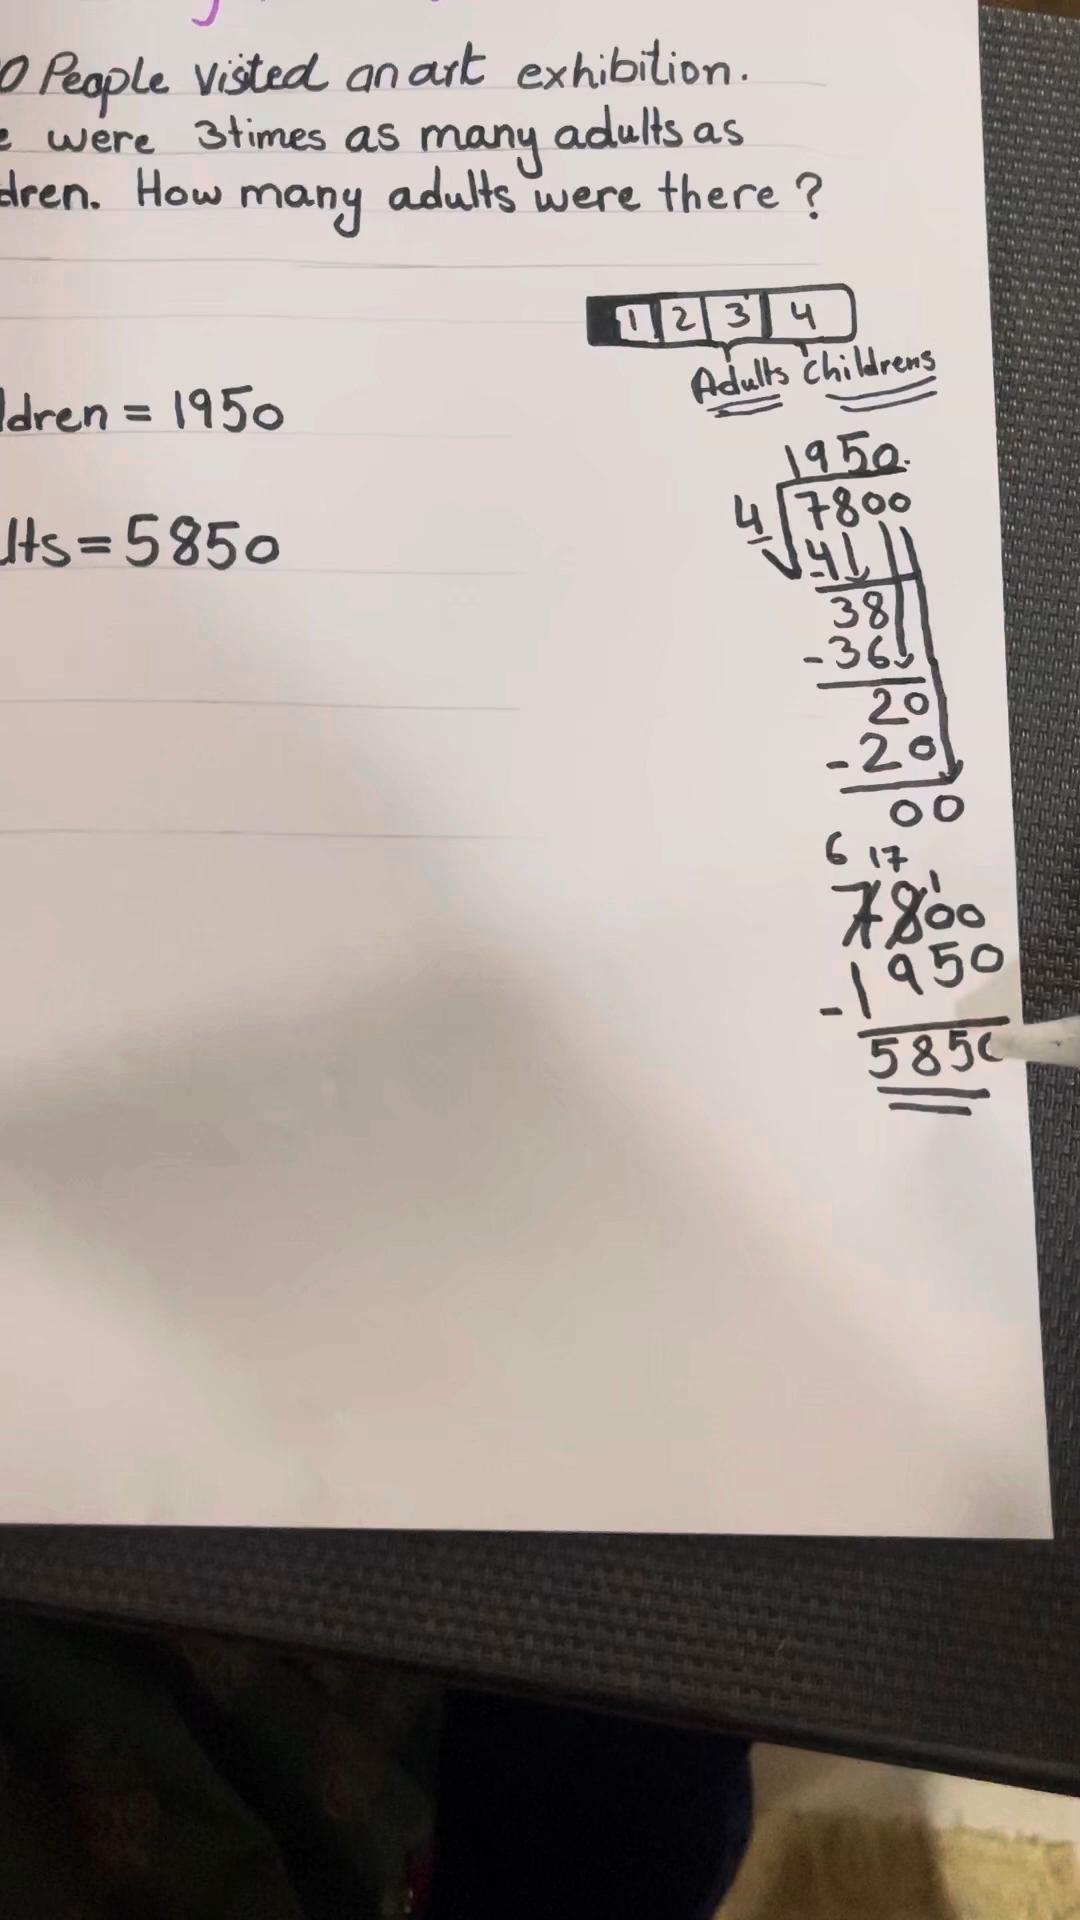 0 People visited an art exhibition.
e were 3times as many adults as
dren. How many adults were there?
1 2 3 4
Adults Childrens
ldren = 1950
lts = 5850
1950.
4 7800
-4
38
-36
20
-20
00
6 17
1
7800
-1950
5850